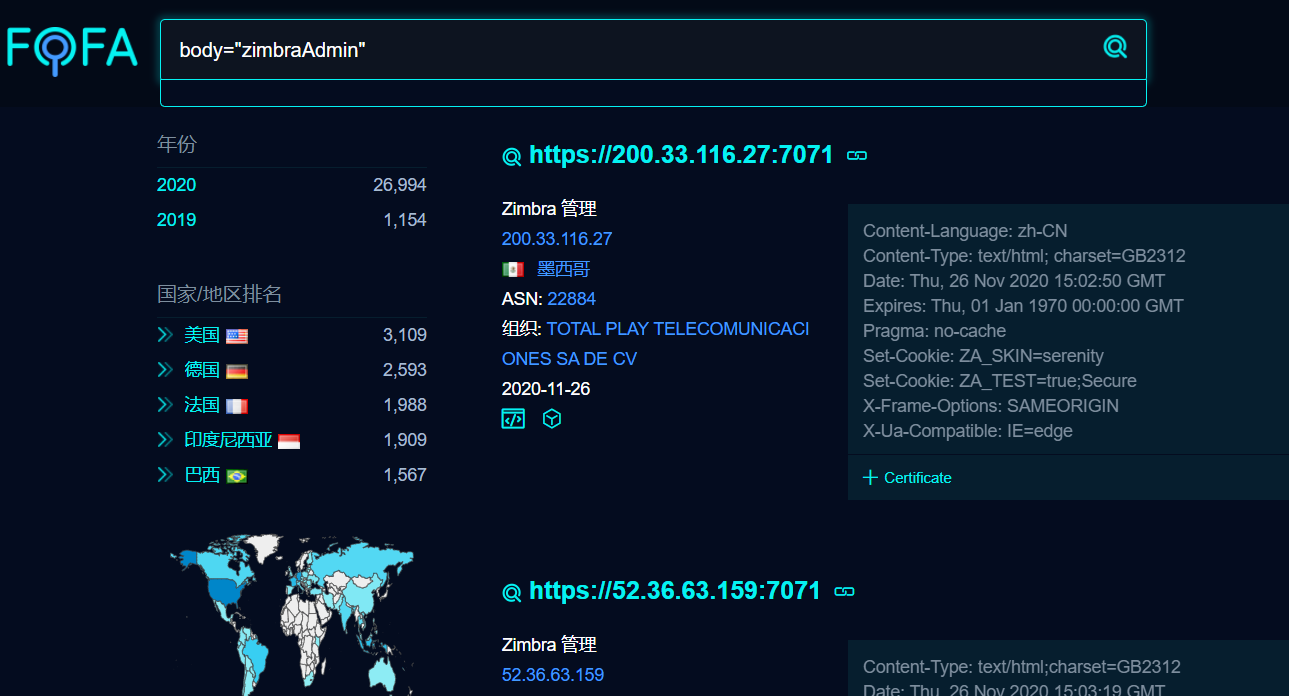 FOFA
body="zimbraAdmin"
年份
2020 26,994
2019 1,154
国家/地区排名
美国 3,109
德国 2,593
法国 1,988
印度尼西亚 1,909
巴西 1,567
https://200.33.116.27:7071
Zimbra 管理
200.33.116.27
墨西哥
ASN: 22884
组织: TOTAL PLAY TELECOMUNICACI
ONES SA DE CV
2020-11-26
Content-Language: zh-CN
Content-Type: text/html; charset=GB2312
Date: Thu, 26 Nov 2020 15:02:50 GMT
Expires: Thu, 01 Jan 1970 00:00:00 GMT
Pragma: no-cache
Set-Cookie: ZA_SKIN=serenity
Set-Cookie: ZA_TEST=true;Secure
X-Frame-Options: SAMEORIGIN
X-Ua-Compatible: IE=edge
Certificate
https://52.36.63.159:7071
Zimbra 管理
52.36.63.159
Content-Type: text/html;charset=GB2312
Date: Thu, 26 Nov 2020 15:03:19 GMT